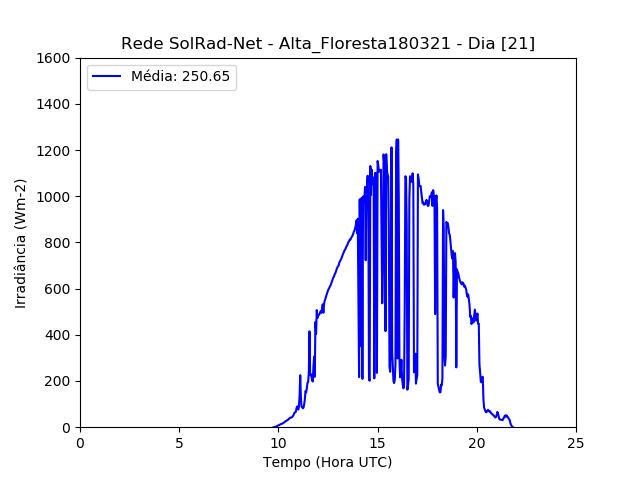 Rede SolRad-Net - Alta_Floresta180321 - Dia [21]
Média: 250.65
1600
1400
1200
1000
800
600
400
200
0
Irradiância (Wm-2)
0 5 10 15 20 25
Tempo (Hora UTC)